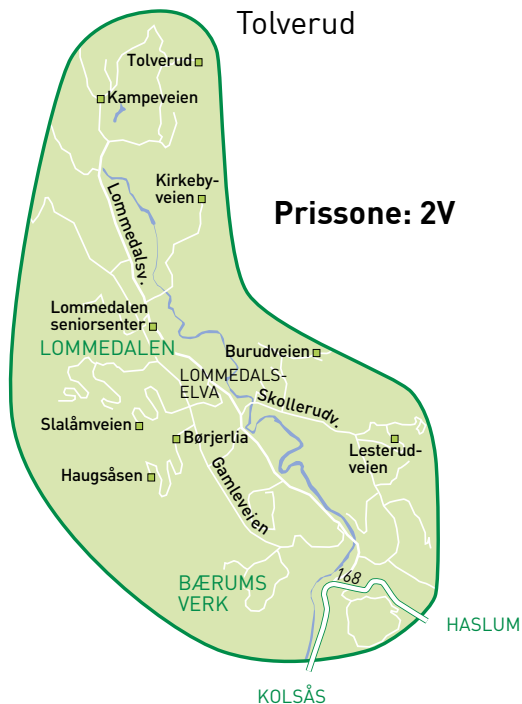 Tolverud
Tolverud
Kampeveien
Kirkeby-
veien
Prissone: 2V
Lommedalsv.
Lommedalen
seniorsenter
LOMMEDALEN
Burudveien
LOMMEDALS-
ELVA
Skollerudv.
Slalåmveien
Børjerlia
Lesterud-
veien
Haugsåsen
Gamleveien
BÆRUMS
VERK
168
HASLUM
KOLSÅS